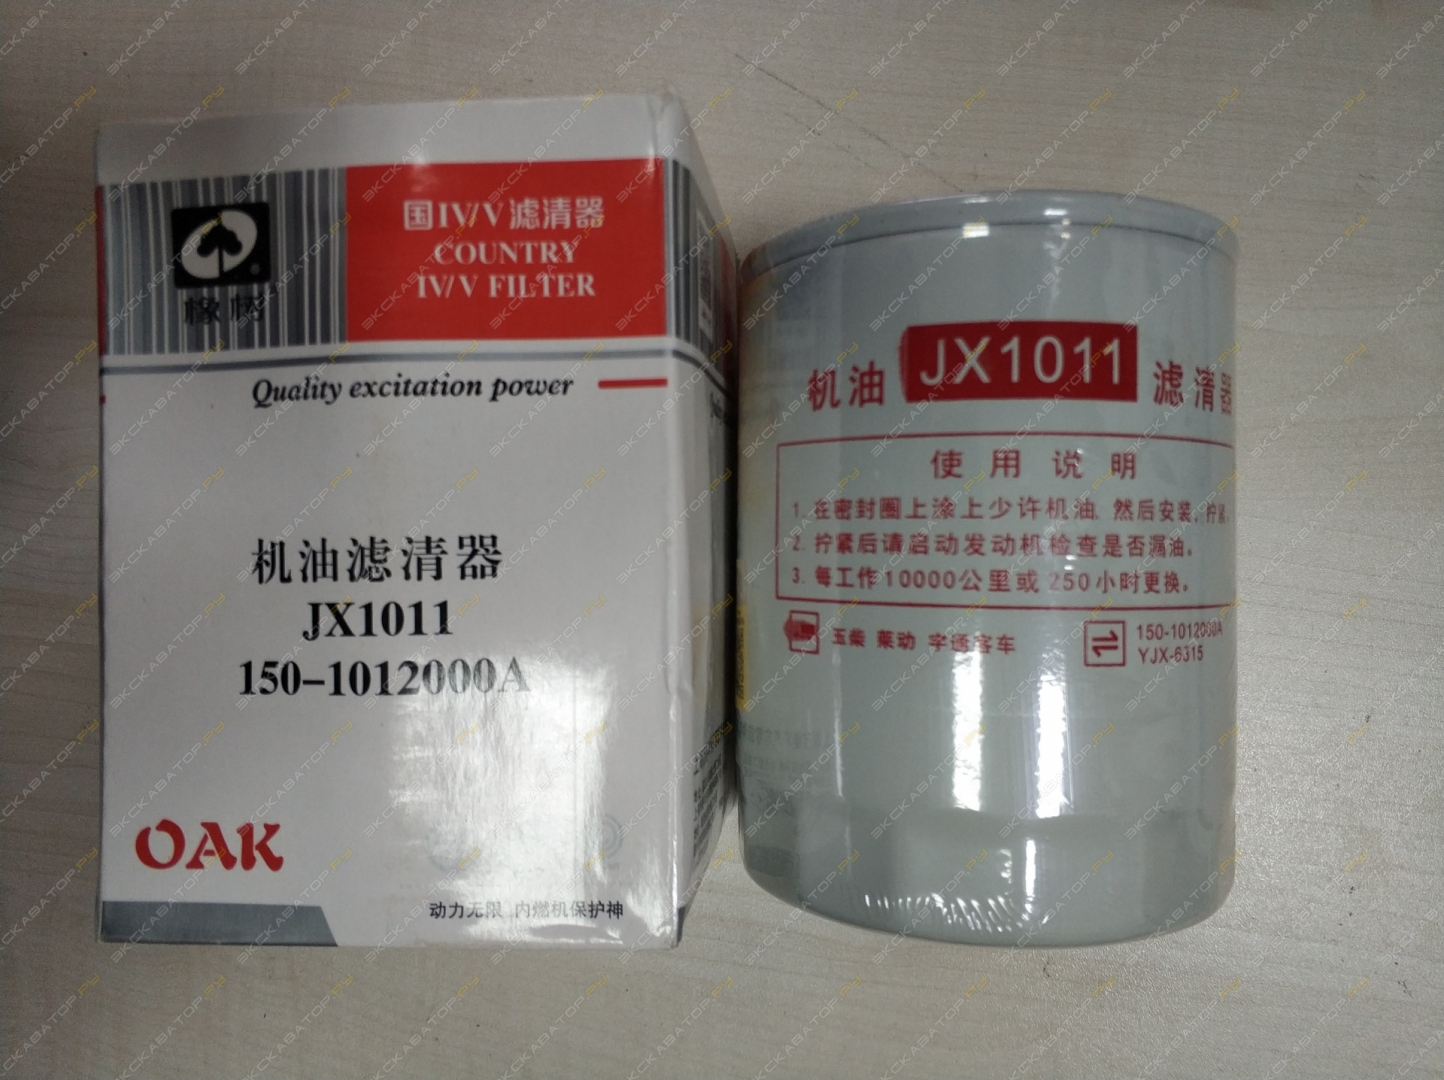 橡树
国IV/V滤清器
COUNTRY
IV/V FILTER
Quality excitation power
机油滤清器
JX1011
150-1012000A
OAK
动力无限 内燃机保护神
机油 JX1011 滤清器
使用说明
1. 在密封圈上涂上少许机油, 然后安装, 拧紧
2. 拧紧后请启动发动机检查是否漏油。
3. 每工作10000公里或250小时更换。
玉柴 莱动 宇通客车
150-1012000A
YJX-6315
ЭКСКАВАТОР.РУ